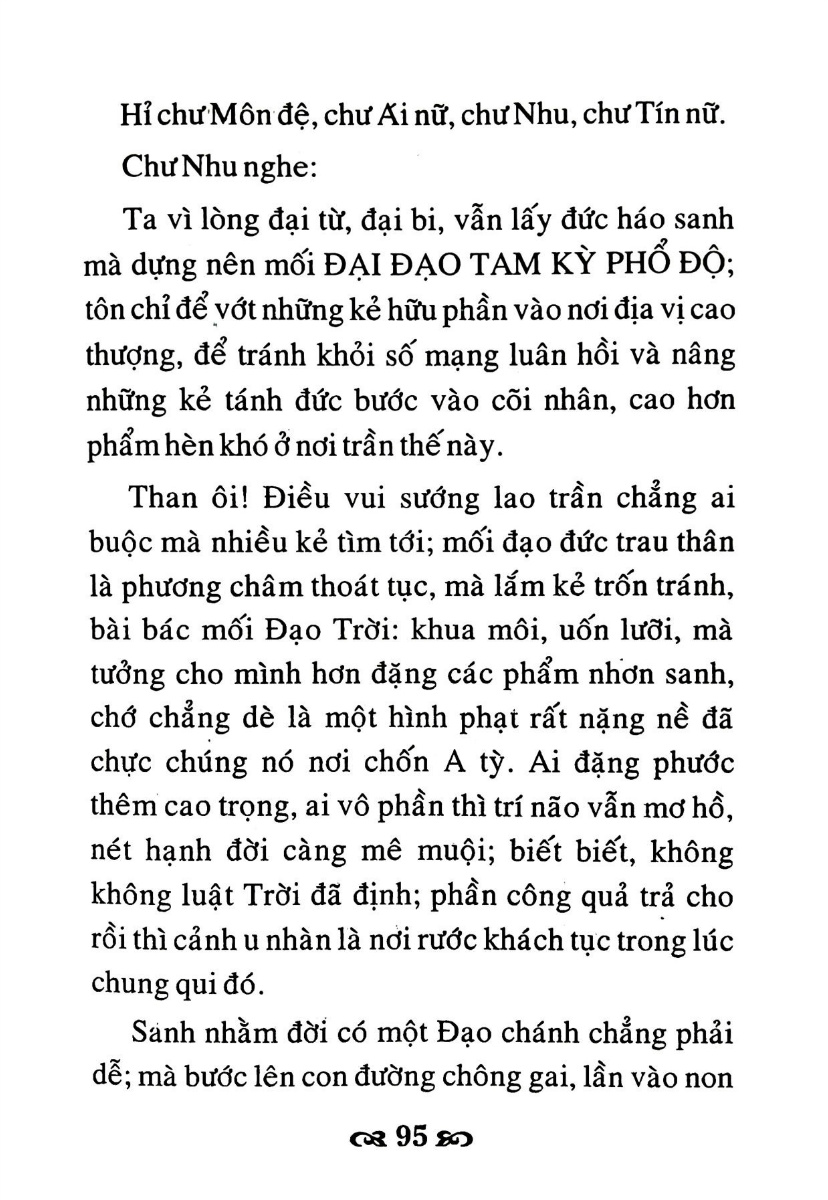 Hỉ chư Môn đệ, chư Ái nữ, chư Nhu, chư Tín nữ.
Chư Nhu nghe:
Ta vì lòng đại từ, đại bi, vẫn lấy đức háo sanh
mà dựng nên mối ĐẠI ĐẠO TAM KỲ PHỔ ĐỘ;
tôn chỉ để vớt những kẻ hữu phần vào nơi địa vị cao
thượng, để tránh khỏi số mạng luân hồi và nâng
những kẻ tánh đức bước vào cõi nhân, cao hơn
phẩm hèn khó ở nơi trần thế này.
Than ôi! Điều vui sướng lao trần chẳng ai
buộc mà nhiều kẻ tìm tới; mối đạo đức trau thân
là phương châm thoát tục, mà lắm kẻ trốn tránh,
bài bác mối Đạo Trời: khua môi, uốn lưỡi, mà
tưởng cho mình hơn đặng các phẩm nhơn sanh,
chớ chẳng dè là một hình phạt rất nặng nề đã
chực chúng nó nơi chốn A tỳ. Ai đặng phước
thêm cao trọng, ai vô phần thì trí não vẫn mơ hồ,
nét hạnh đời càng mê muội; biết biết, không
không luật Trời đã định; phần công quả trả cho
rồi thì cảnh u nhàn là nơi rước khách tục trong lúc
chung qui đó.
Sanh nhằm đời có một Đạo chánh chẳng phải
dễ; mà bước lên con đường chông gai, lần vào non
95